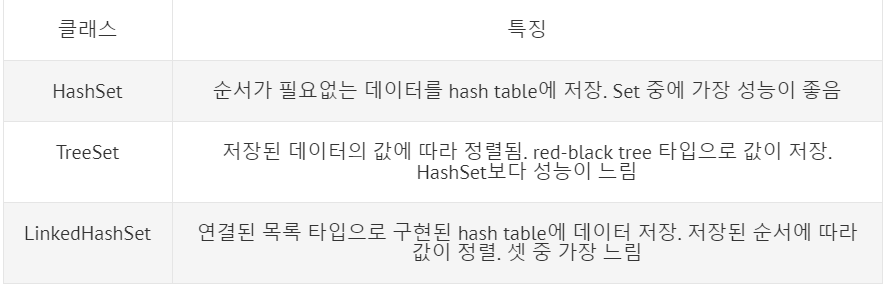 클래스 특징
HashSet 순서가 필요없는 데이터를 hash table에 저장. Set 중에 가장 성능이 좋음
TreeSet 저장된 데이터의 값에 따라 정렬됨. red-black tree 타입으로 값이 저장.
HashSet보다 성능이 느림
LinkedHashSet 연결된 목록 타입으로 구현된 hash table에 데이터 저장. 저장된 순서에 따라
값이 정렬. 셋 중 가장 느림